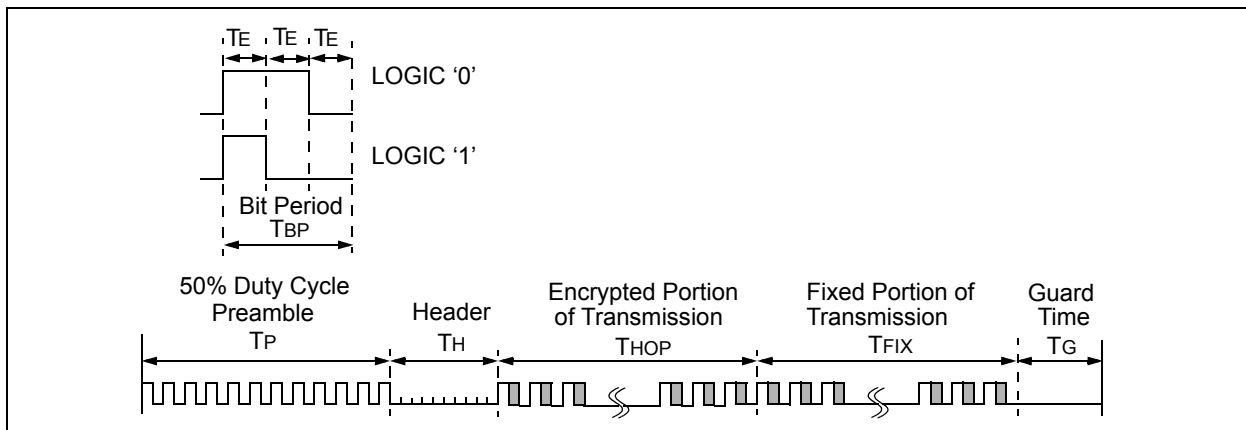 TE TE TE
LOGIC ‘0’
LOGIC ‘1’
Bit Period
TBP
50% Duty Cycle
Preamble
TP
Header
TH
Encrypted Portion
of Transmission
THOP
Fixed Portion of
Transmission
TFIX
Guard
Time
TG